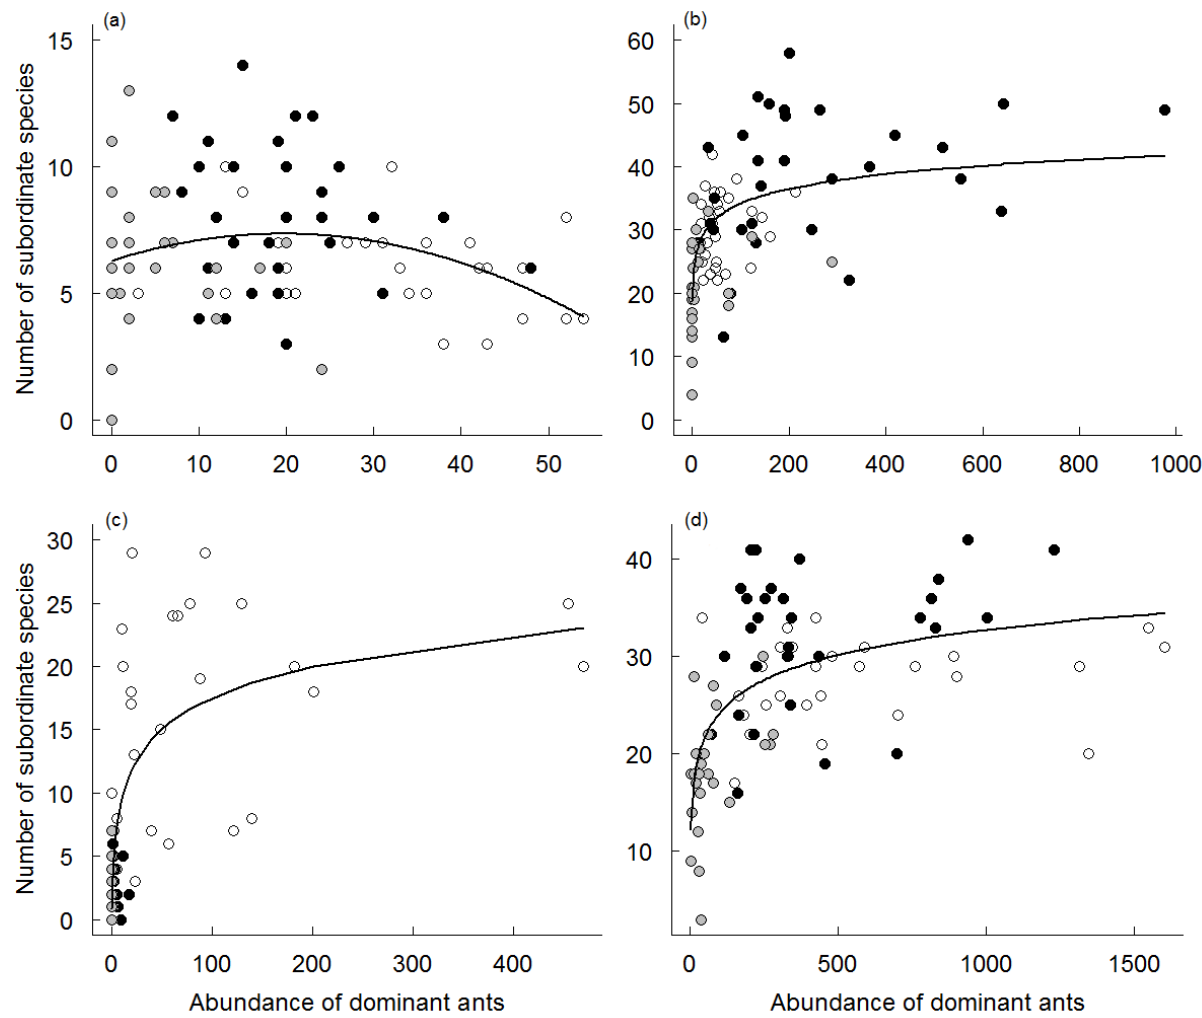 (a)
15
10
5
0
Number of subordinate species
0 10 20 30 40 50
(b)
60
50
40
30
20
10
0
0 200 400 600 800 1000
(c)
30
25
20
15
10
5
0
Number of subordinate species
0 100 200 300 400
Abundance of dominant ants
(d)
40
30
20
10
0 500 1000 1500
Abundance of dominant ants